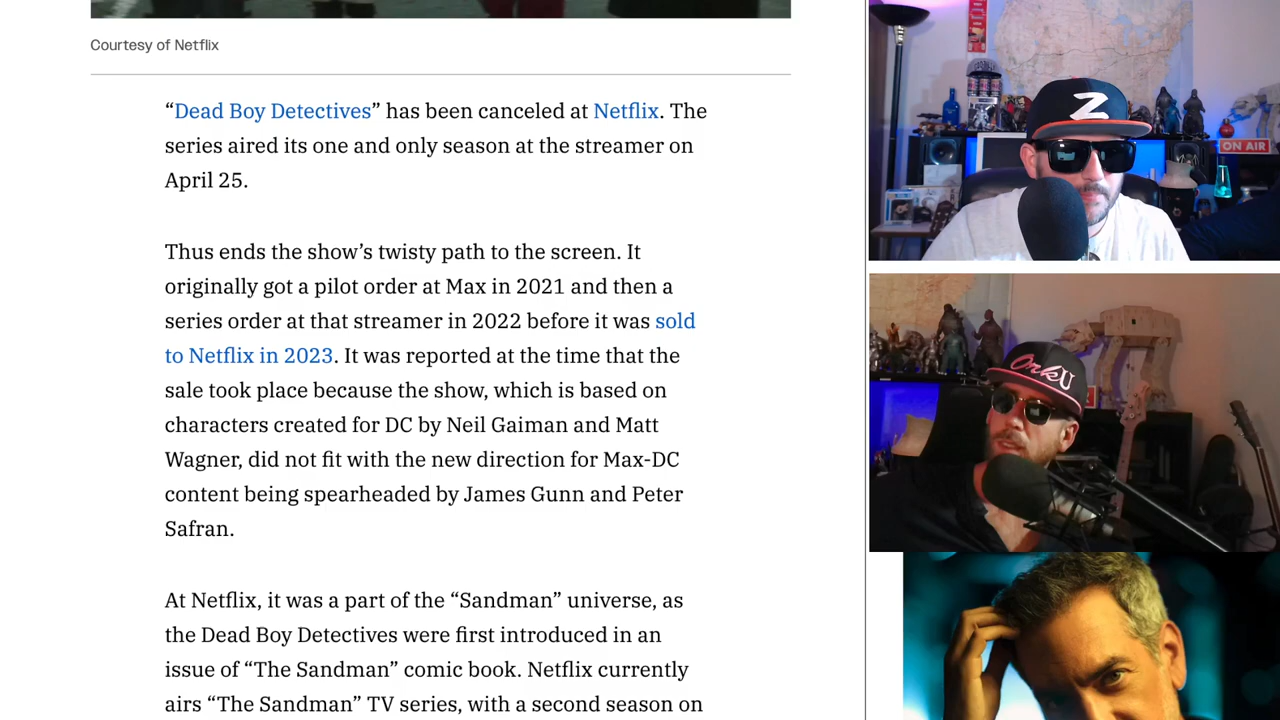 Courtesy of Netflix
“Dead Boy Detectives” has been canceled at Netflix. The
series aired its one and only season at the streamer on
April 25.
Thus ends the show’s twisty path to the screen. It
originally got a pilot order at Max in 2021 and then a
series order at that streamer in 2022 before it was sold
to Netflix in 2023. It was reported at the time that the
sale took place because the show, which is based on
characters created for DC by Neil Gaiman and Matt
Wagner, did not fit with the new direction for Max-DC
content being spearheaded by James Gunn and Peter
Safran.
At Netflix, it was a part of the “Sandman” universe, as
the Dead Boy Detectives were first introduced in an
issue of “The Sandman” comic book. Netflix currently
airs “The Sandman” TV series, with a second season on
Z
ON AIR
OnkU